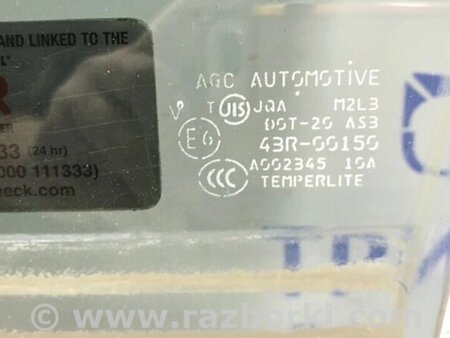 AND LINKED TO THE
R
33 (24 hr)
000 111333)
heck.com
AGC AUTOMOTIVE
V T JIS JQA M2L3
DOT-20 AS3
E6 43R-00150
CCC A002345 10A
TEMPERLITE
© www.razborki.com